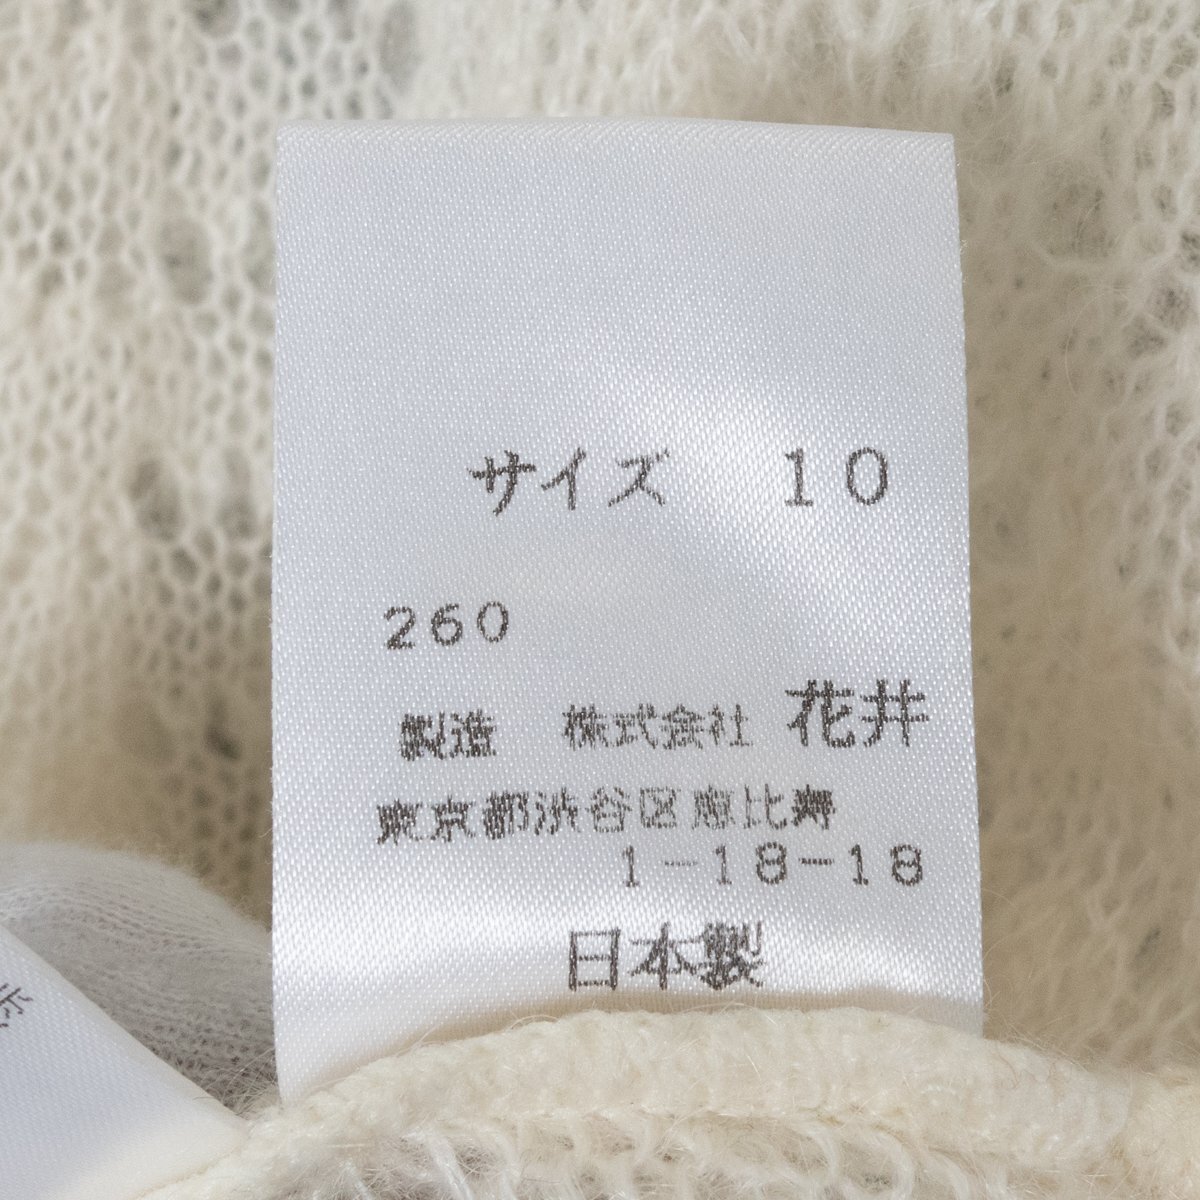 サイズ 10
260
製造 株式会社 花井
東京都渋谷区恵比寿
1-18-18
日本製